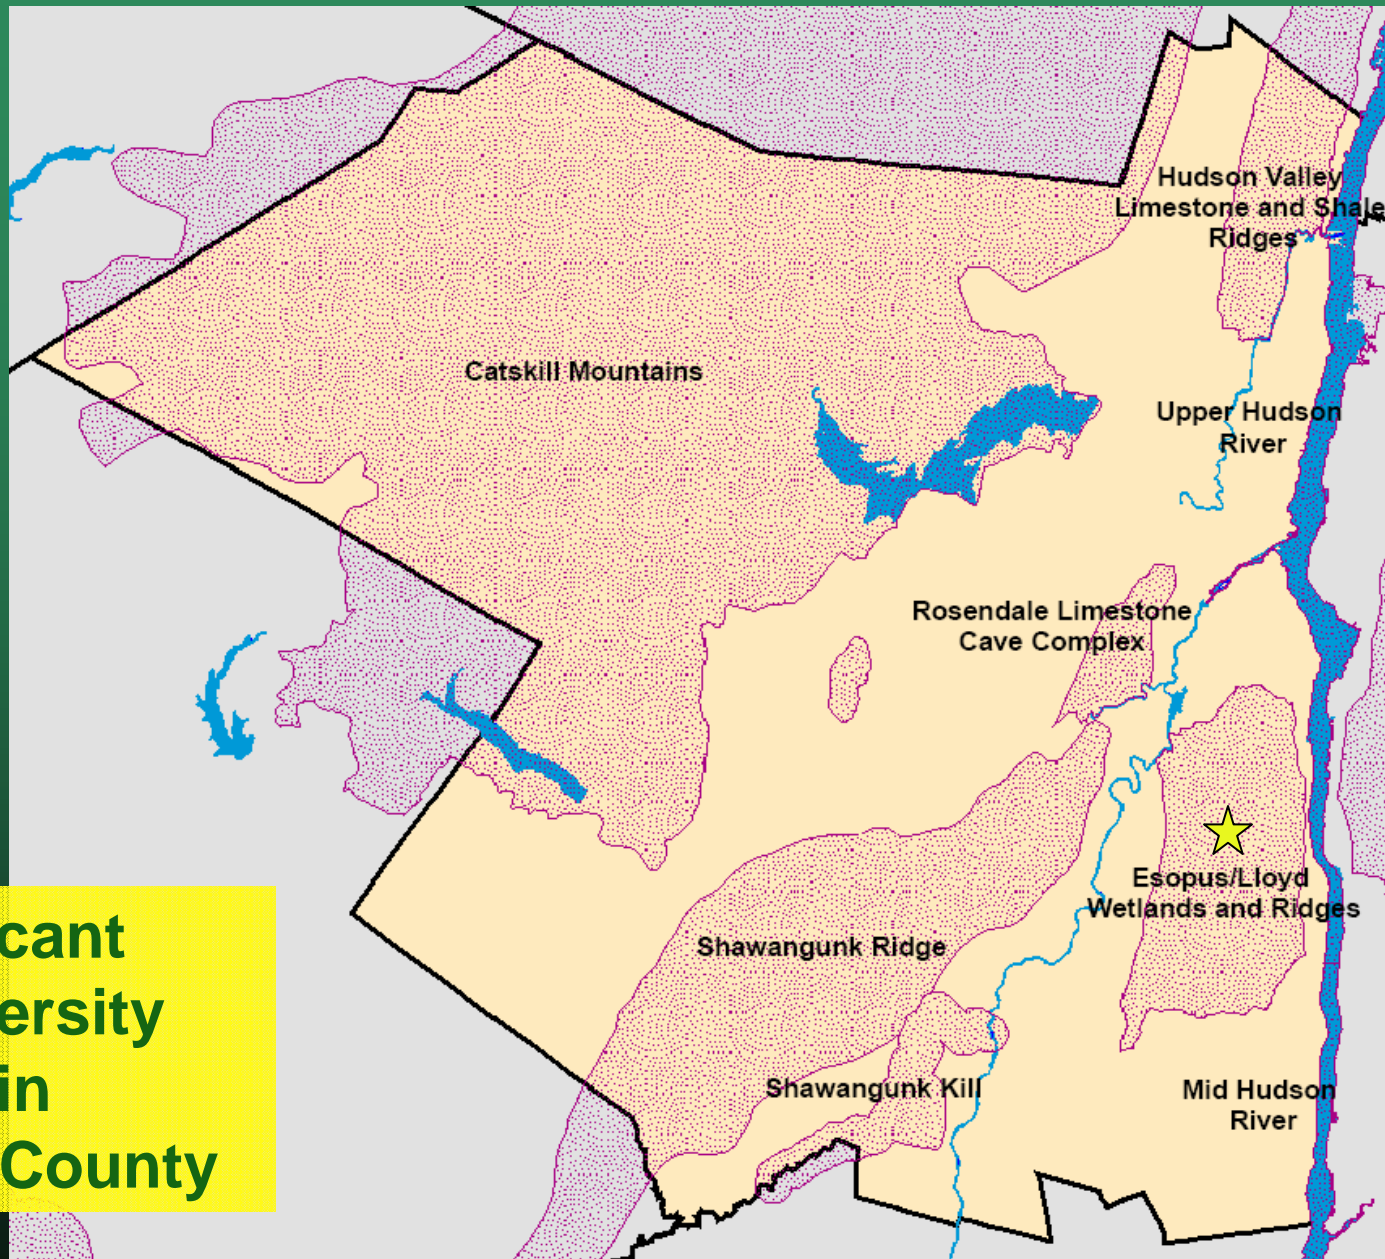 Hudson Valley
Limestone and Shale
Ridges
Catskill Mountains
Upper Hudson
River
Rosendale Limestone
Cave Complex
Esopus/Lloyd
Wetlands and Ridges
Shawangunk Ridge
Shawangunk Kill
Mid Hudson
River
cant
ersity
in
County